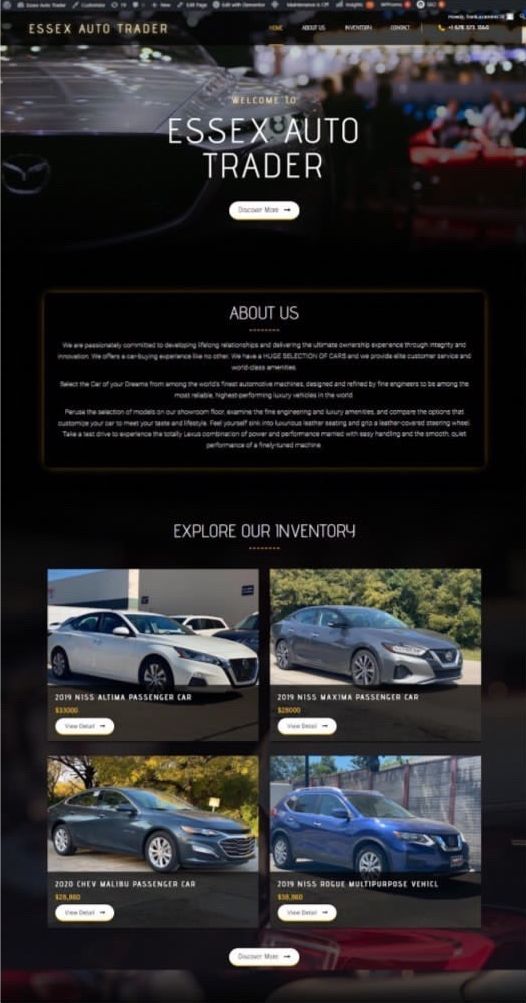 Essex Auto Trader Customize Edit Page Edit with Elementor Maintenance is Off Insights WPForms
ESSEX AUTO TRADER
HOME ABOUT US INVENTORY CONTACT
WELCOME TO
ESSEX AUTO
TRADER
Discover More →
ABOUT US
We are passionately committed to developing lifelong relationships and delivering the ultimate ownership experience through integrity and
innovation. We offers a car-buying experience like no other. We have a HUGE SELECTION OF CARS and we provide elite customer service and
world-class amenities.
Select the Car of your Dreams from among the world's finest automotive machines, designed and refined by fine engineers to be among the
most reliable, highest-performing luxury vehicles in the world.
Peruse the selection of models on our showroom floor, examine the fine engineering and luxury amenities, and compare the options that
customize your car to meet your taste and lifestyle. Feel yourself sink into luxurious leather seating and grip a leather-covered steering wheel.
Take a test drive to experience the totally Lexus combination of power and performance married with easy handling and the smooth, quiet
performance of a finely-tuned machine.
EXPLORE OUR INVENTORY
2019 NISS ALTIMA PASSENGER CAR
$33000
View Detail →
2019 NISS MAXIMA PASSENGER CAR
$28000
View Detail →
2020 CHEV MALIBU PASSENGER CAR
$28,860
View Detail →
2019 NISS ROGUE MULTIPURPOSE VEHICL
$38,860
View Detail →
Discover More →